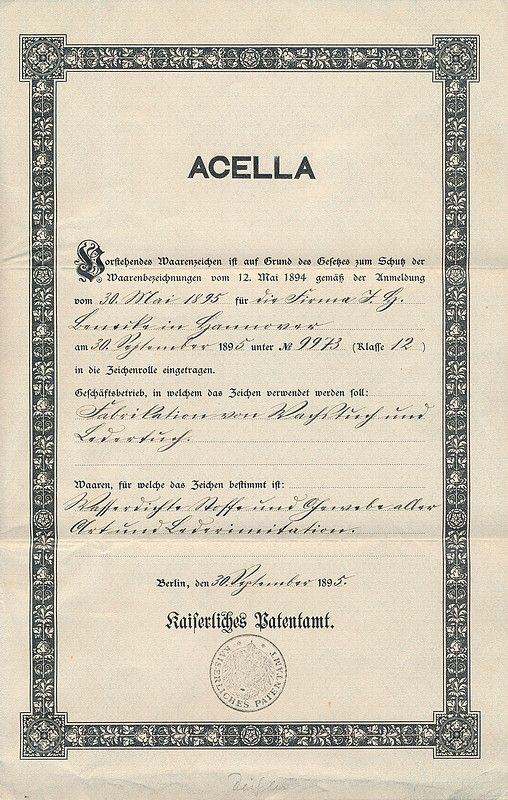 ACELLA
Vorstehendes Waarenzeichen ist auf Grund des Gesetzes zum Schutz der
Waarenbezeichnungen vom 12. Mai 1894 gemäß der Anmeldung
vom 30. Mai 1895 für die Firma J. H.
Benecke in Hannover
am 30. September 1895 unter № 9973 (Klasse 12)
in die Zeichenrolle eingetragen.
Geschäftsbetrieb, in welchem das Zeichen verwendet werden soll:
Fabrikation von Wachstuch und
Ledertuch.
Waaren, für welche das Zeichen bestimmt ist:
Wasserdichte Stoffe und Gewebe aller
Art und Lederimitation.
Berlin, den 30. September 1895.
Kaiserliches Patentamt.
KAISERLICHES PATENTAMT